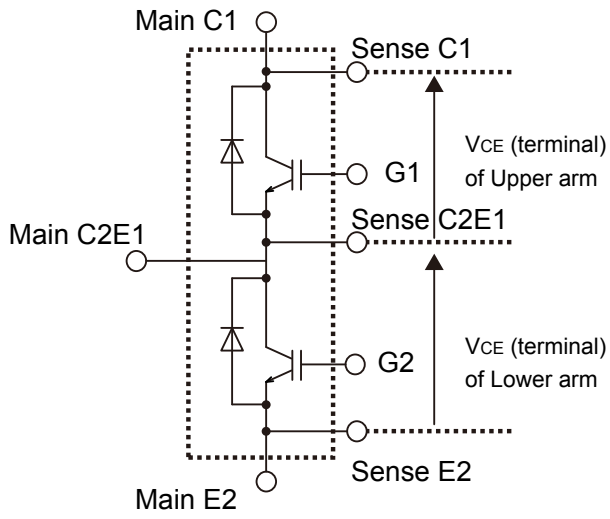 Main C1
Sense C1
VCE (terminal)
of Upper arm
G1
Sense C2E1
Main C2E1
VCE (terminal)
of Lower arm
G2
Sense E2
Main E2